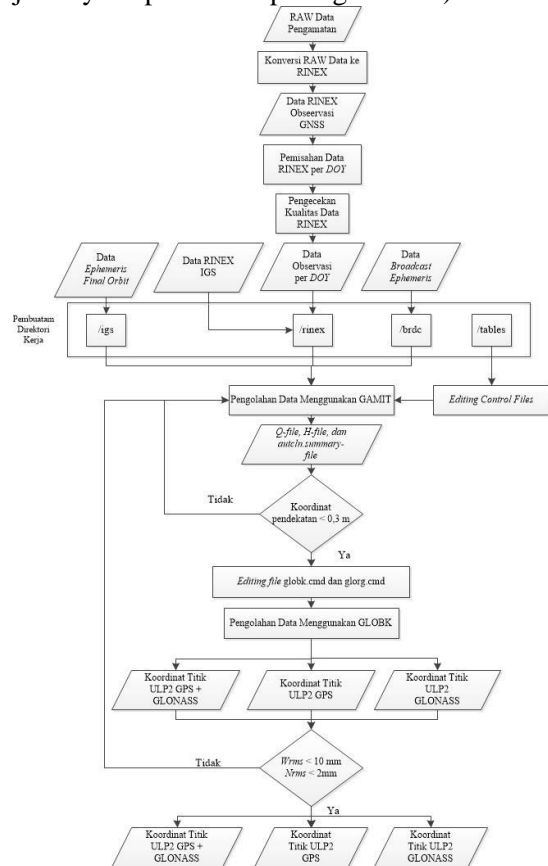 RAW Data
Pengamatan
Konversi RAW Data ke
RINEX
Data RINEX
Obseervasi
GNSS
Pemisahan Data
RINEX per DOY
Pengecekan
Kualitas Data
RINEX
Data
Ephemeris
Final Orbit
Data RINEX
IGS
Data
Observasi
per DOY
Data
Broadcast
Ephemeris
Pembuatam
Direktori
Kerja
/igs
/rinex
/brdc
/tables
Pengolahan Data Menggunakan GAMIT
Editing Control Files
Q-file, H-file, dan
autcln.summary-
file
Tidak
Koordinat
pendekatan < 0,3 m
Ya
Editing file globk.cmd dan glorg.cmd
Pengolahan Data Menggunakan GLOBK
Koordinat Titik
ULP2 GPS +
GLONASS
Koordinat Titik
ULP2 GPS
Koordinat Titik
ULP2
GLONASS
Tidak
Wrms < 10 mm
Nrms < 2mm
Ya
Koordinat Titik
ULP2 GPS +
GLONASS
Koordinat
Titik ULP2
GPS
Koordinat
Titik ULP2
GLONASS